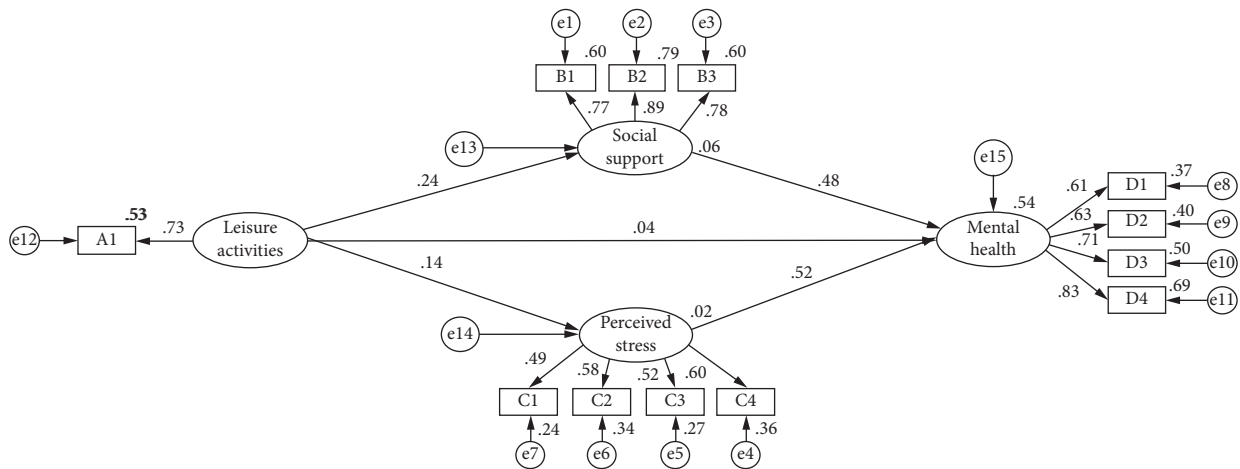 e1
e2
e3
.60
.79
.60
B1
B2
B3
.77
.89
.78
e13
Social
support
.06
e15
.24
.48
.54
.61
D1
.37
e8
.63
D2
.40
e9
e12
A1
.53
.73
Leisure
activities
.04
Mental
health
.71
D3
.50
e10
.14
.52
.83
D4
.69
e11
e14
Perceived
stress
.02
.49
.58
.52
.60
C1
C2
C3
C4
.24
.34
.27
.36
e7
e6
e5
e4